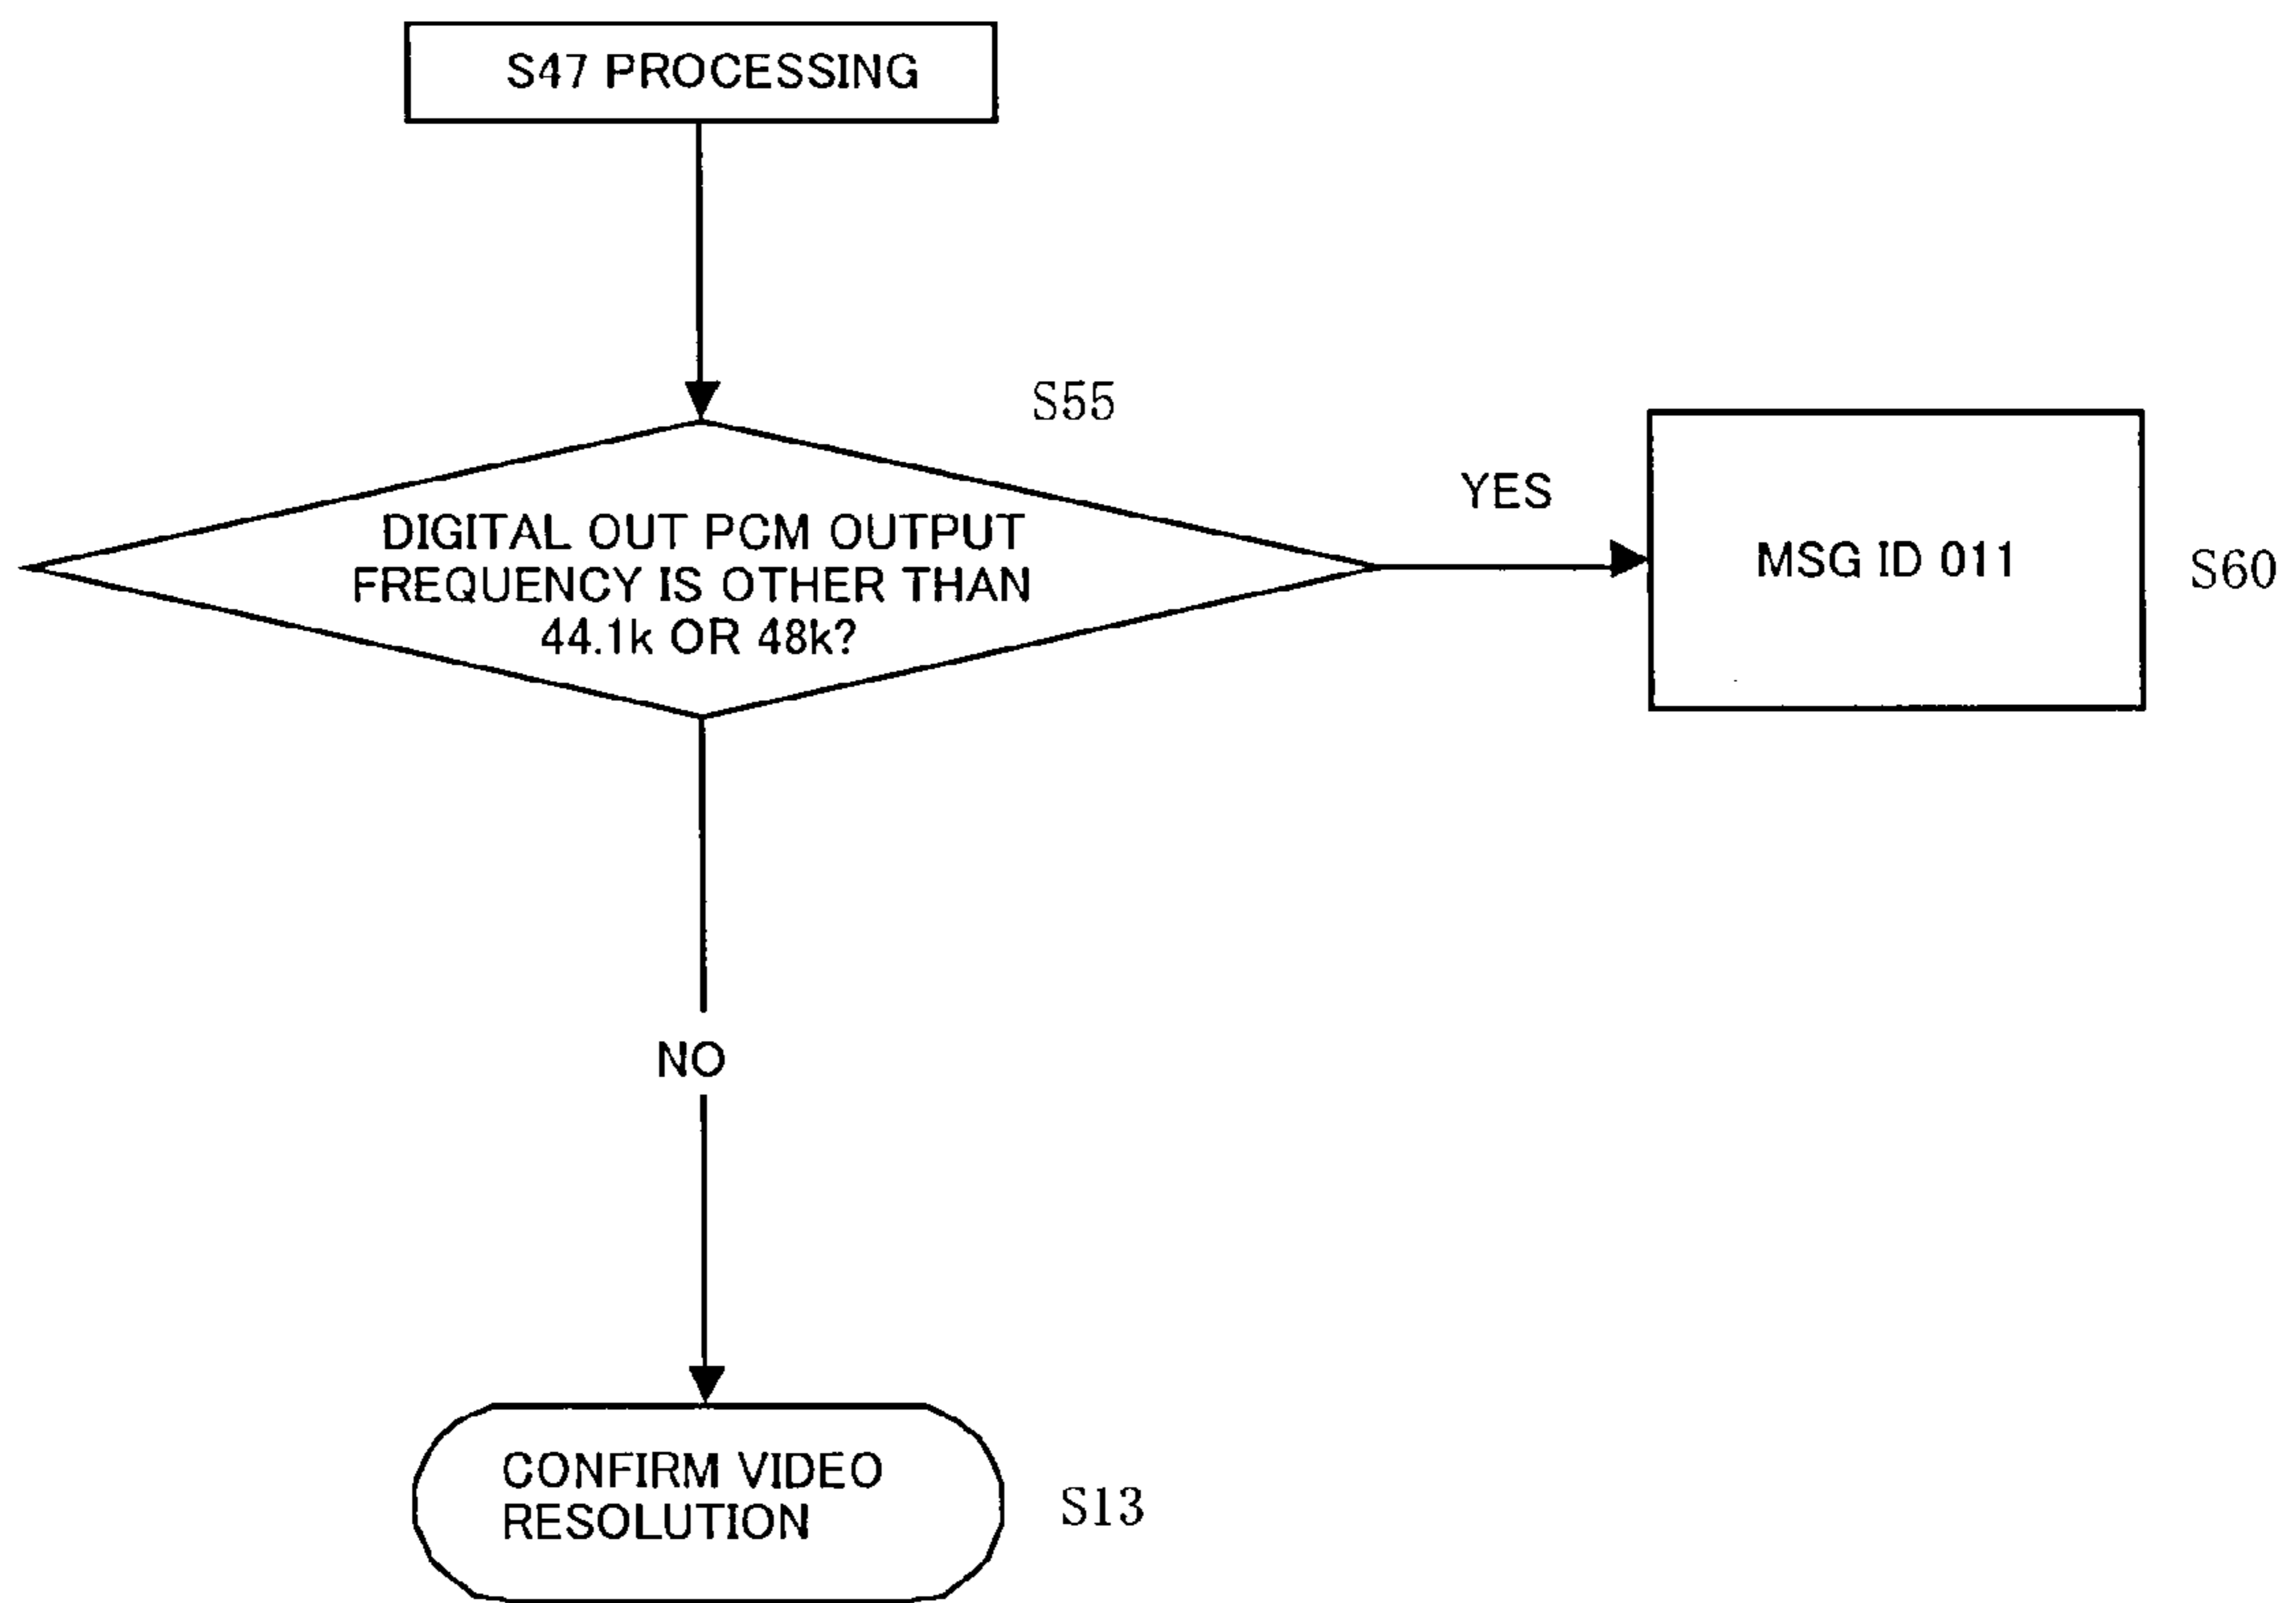 S47 PROCESSING
S55
DIGITAL OUT PCM OUTPUT
FREQUENCY IS OTHER THAN
44.1k OR 48k?
YES
MSG ID 011
S60
NO
CONFIRM VIDEO
RESOLUTION
S13